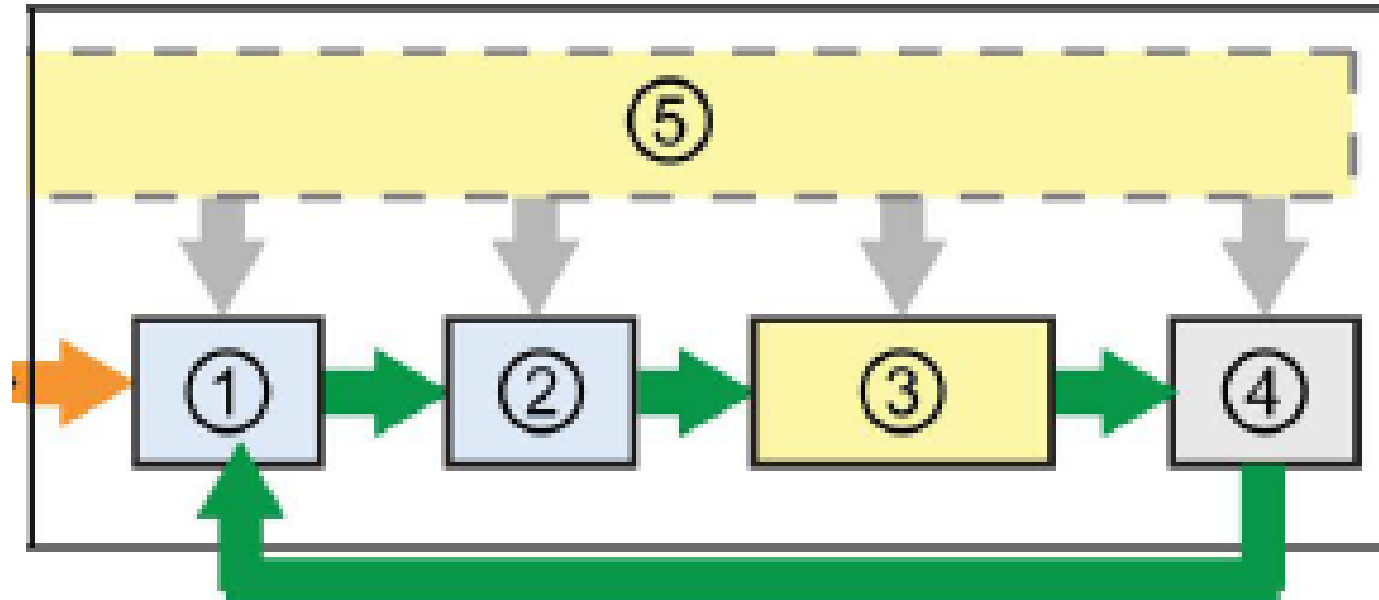 ⑤
① ② ③ ④